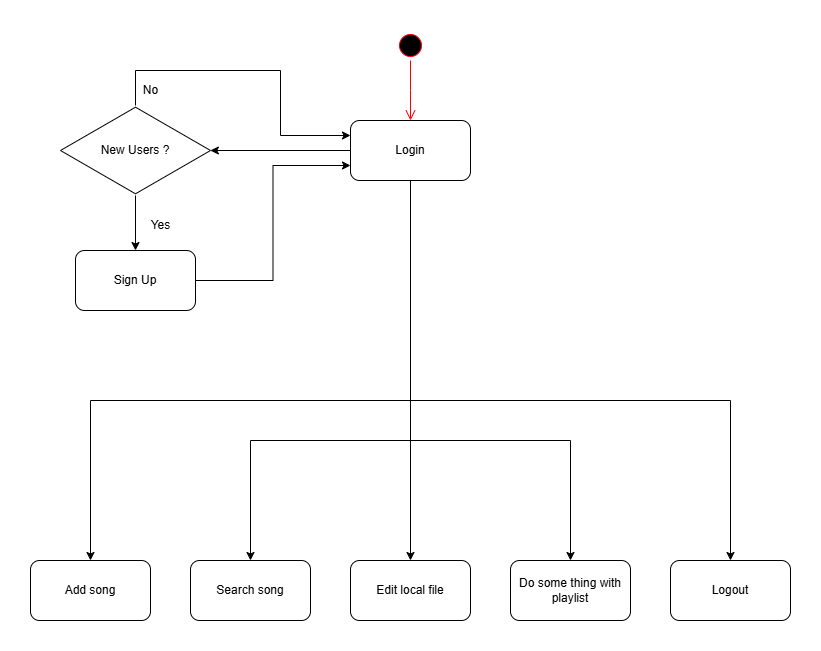 No
New Users ?
Login
Yes
Sign Up
Add song
Search song
Edit local file
Do some thing with
playlist
Logout